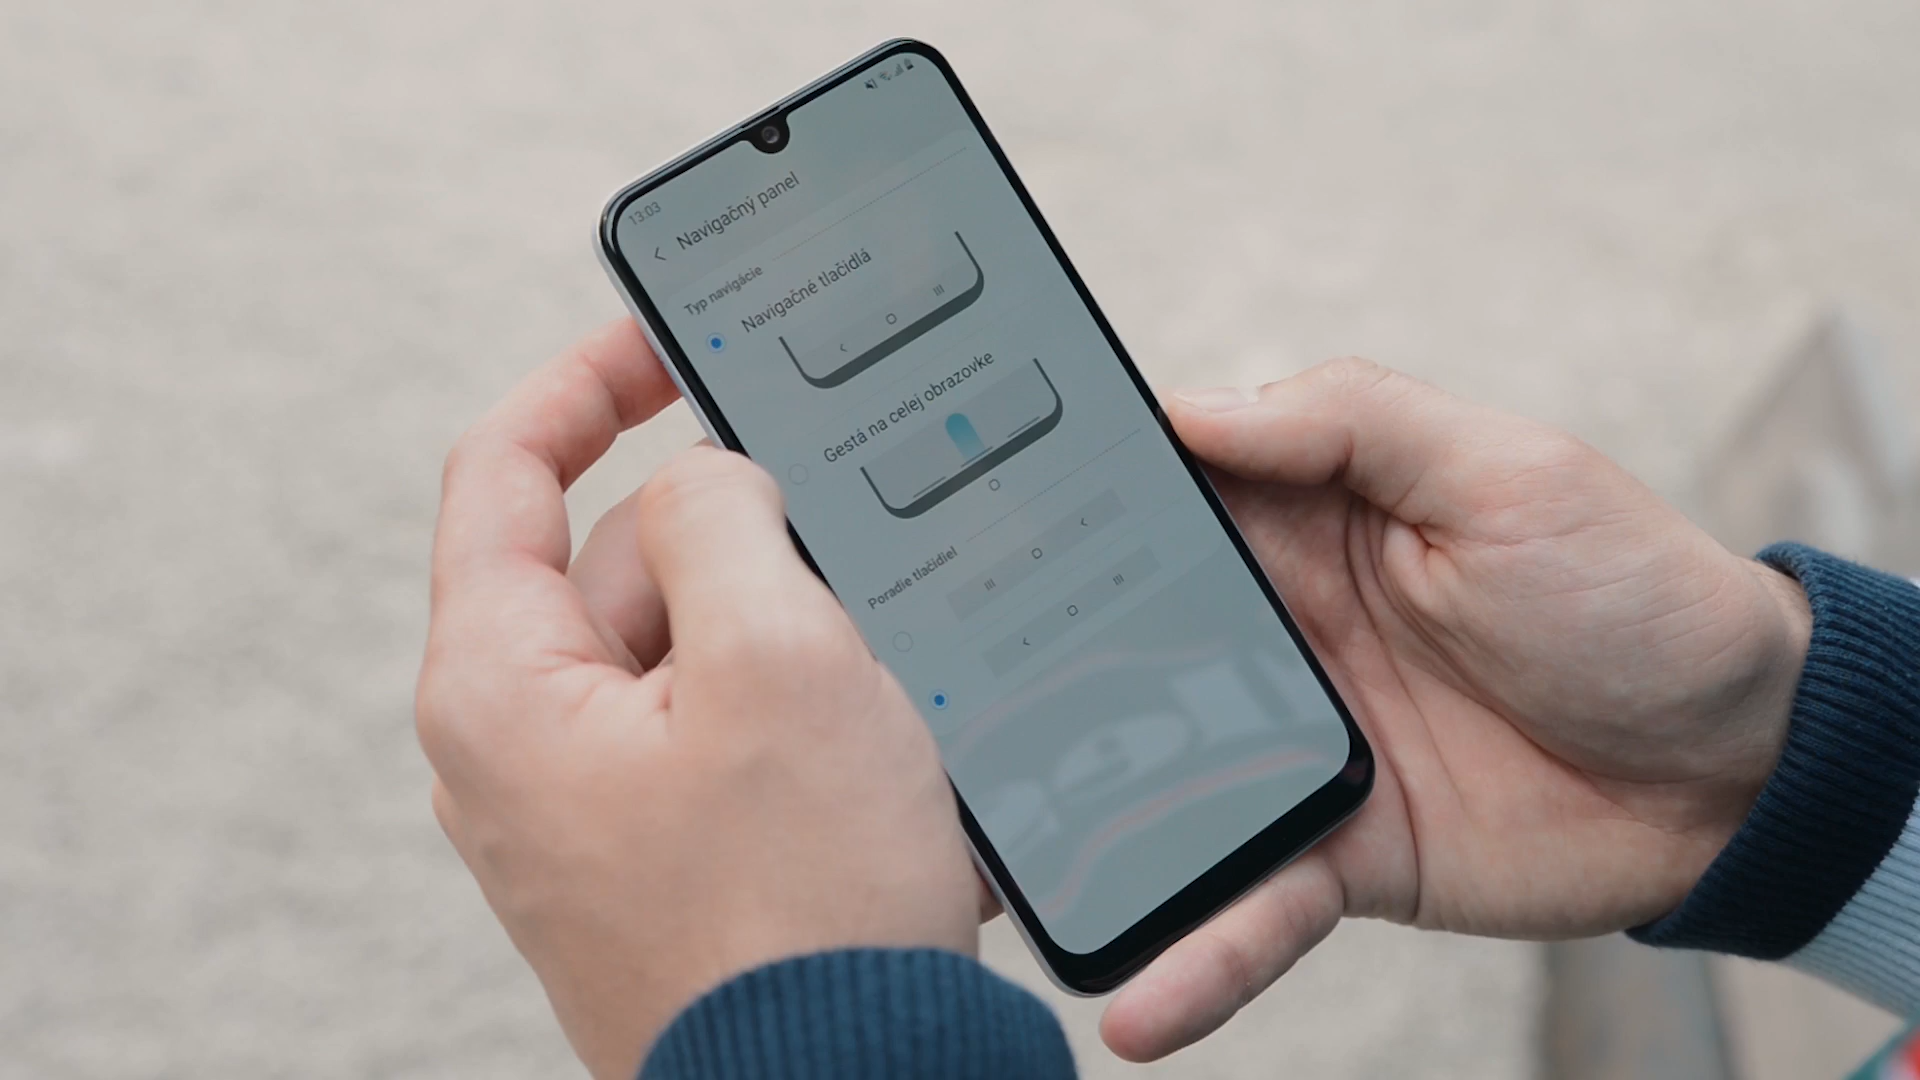 13:03
Navigačný panel
Typ navigácie
Navigačné tlačidlá
Gestá na celej obrazovke
Poradie tlačidiel